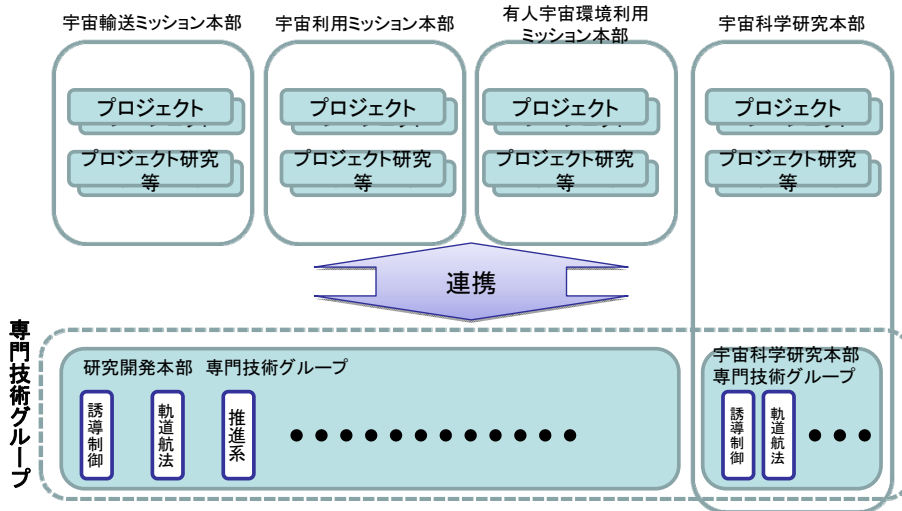 宇宙輸送ミッション本部
宇宙利用ミッション本部
有人宇宙環境利用
ミッション本部
宇宙科学研究本部
プロジェクト
プロジェクト
プロジェクト
プロジェクト
プロジェクト研究
等
プロジェクト研究
等
プロジェクト研究
等
プロジェクト研究
等
連携
専門技術グループ
研究開発本部 専門技術グループ
誘導制御
軌道航法
推進系
宇宙科学研究本部
専門技術グループ
誘導制御
軌道航法